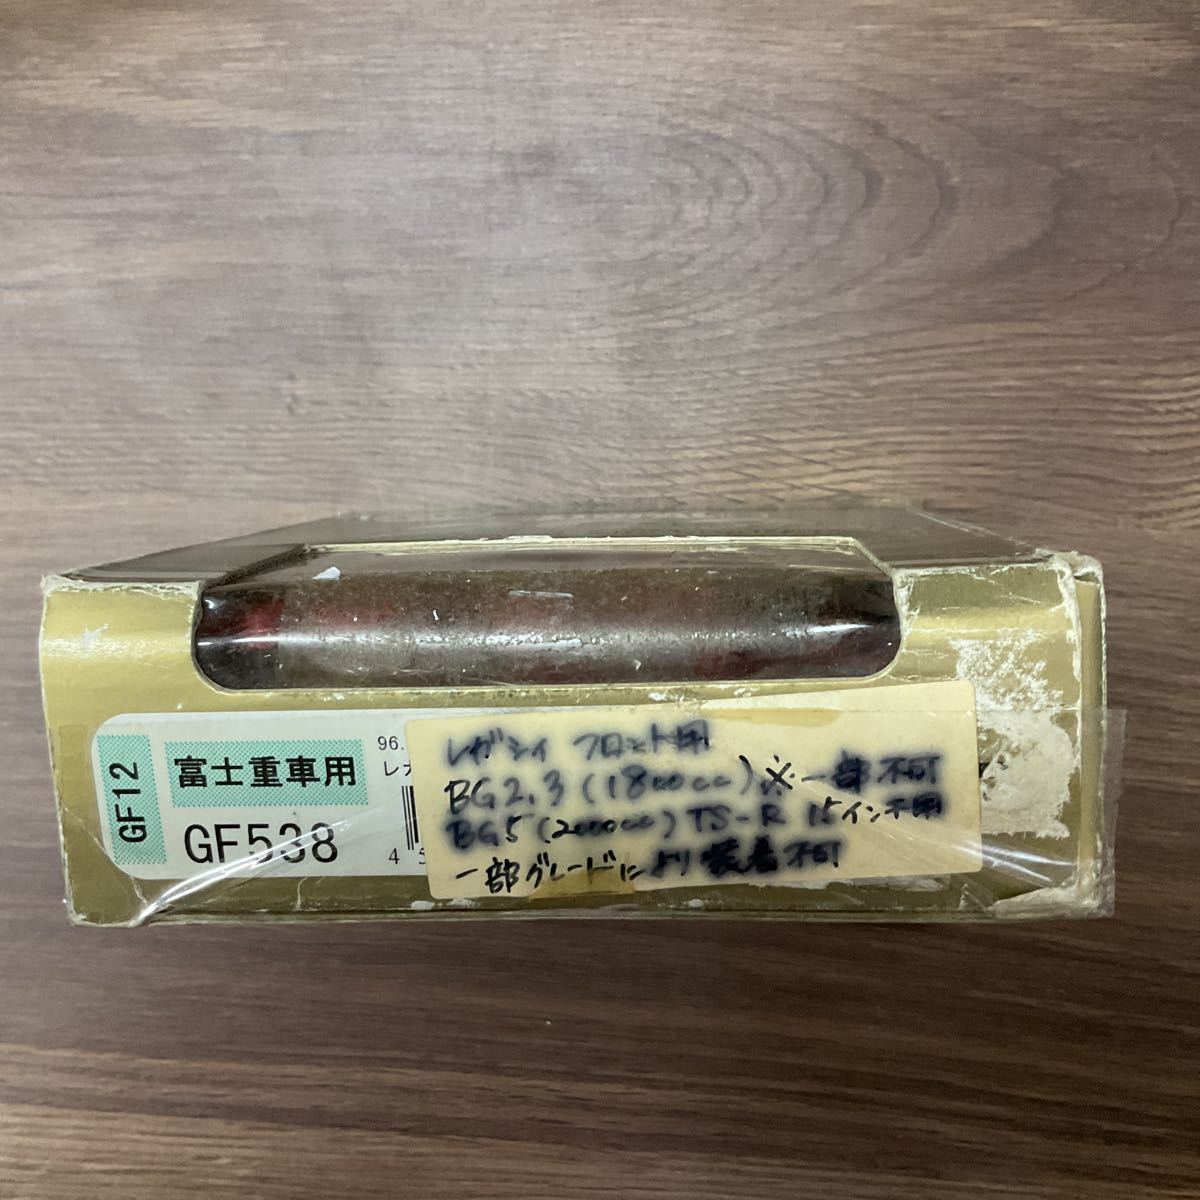 GF12
富士重車用
GF538
96.
レガ
4 5
レガシィ フロント用
BG2.3(1800cc)※一部不可
BG5(2000cc) TS-R 15インチ用
一部グレードにより装着不可